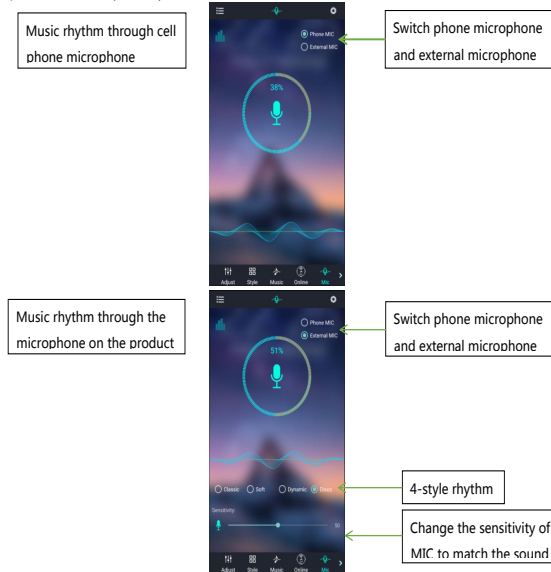 Music rhythm through cell
phone microphone
Phone MIC
External MIC
38%
Adjust Style Music Online Mic
Switch phone microphone
and external microphone
Music rhythm through the
microphone on the product
Phone MIC
External MIC
51%
Classic Soft Dynamic Disco
Sensitivity
50
Adjust Style Music Online Mic
Switch phone microphone
and external microphone
4-style rhythm
Change the sensitivity of
MIC to match the sound